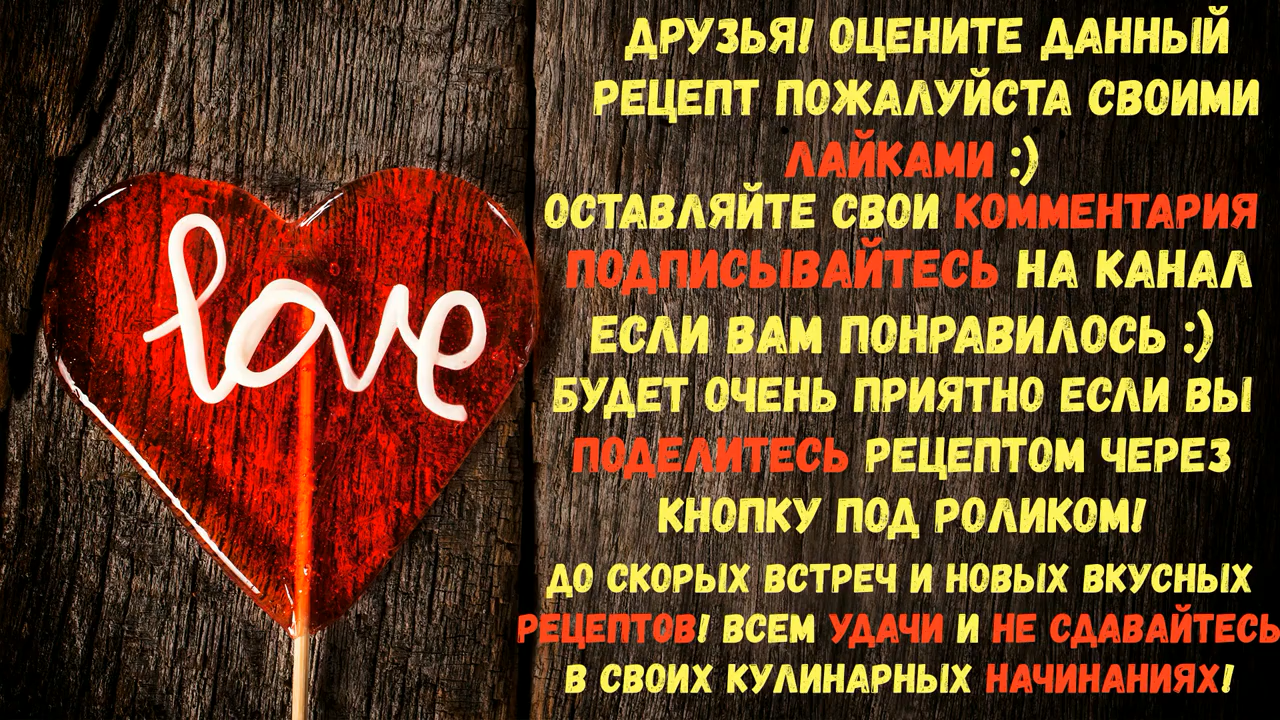 love
ДРУЗЬЯ! ОЦЕНИТЕ ДАННЫЙ
РЕЦЕПТ ПОЖАЛУЙСТА СВОИМИ
ЛАЙКАМИ :)
ОСТАВЛЯЙТЕ СВОИ КОММЕНТАРИЯ
ПОДПИСЫВАЙТЕСЬ НА КАНАЛ
ЕСЛИ ВАМ ПОНРАВИЛОСЬ :)
БУДЕТ ОЧЕНЬ ПРИЯТНО ЕСЛИ ВЫ
ПОДЕЛИТЕСЬ РЕЦЕПТОМ ЧЕРЕЗ
КНОПКУ ПОД РОЛИКОМ!
ДО СКОРЫХ ВСТРЕЧ И НОВЫХ ВКУСНЫХ
РЕЦЕПТОВ! ВСЕМ УДАЧИ И НЕ СДАВАЙТЕСЬ
В СВОИХ КУЛИНАРНЫХ НАЧИНАНИЯХ!